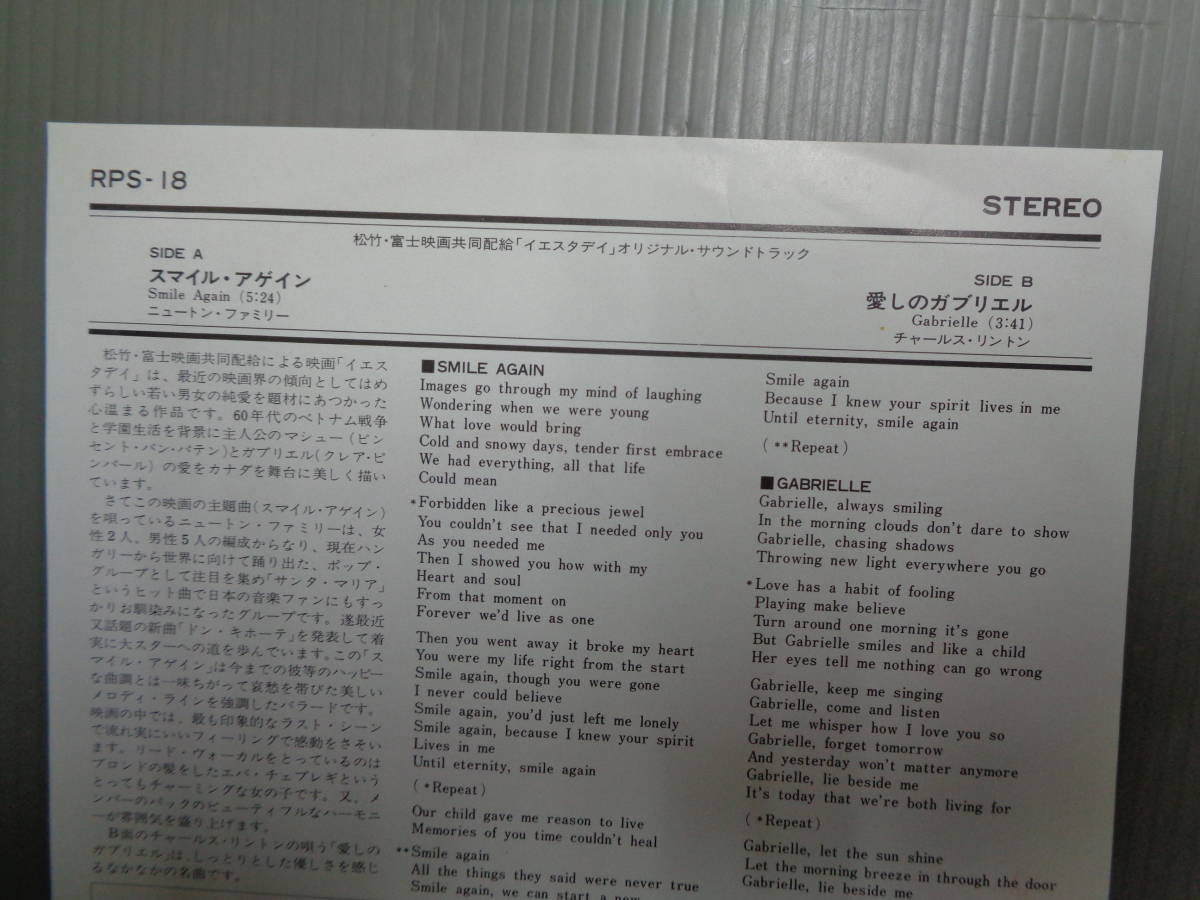 RPS-18
STEREO
松竹・富士映画共同配給「イエスタデイ」オリジナル・サウンドトラック
SIDE A
スマイル・アゲイン
Smile Again (5:24)
ニュートン・ファミリー
SIDE B
愛しのガブリエル
Gabrielle (3:41)
チャールス・リントン
松竹・富士映画共同配給による映画「イエス
タデイ」は、最近の映画界の傾向としてはめ
ずらしい若い男女の純愛を題材にあつかった
心温まる作品です。60年代のベトナム戦争
と学園生活を背景に主人公のマシュー(ビン
セント・バン・パテン)とガブリエル(クレア・ピ
ンバール)の愛をカナダを舞台に美しく描い
ています。
さてこの映画の主題曲(スマイル・アゲイン)
を唄っているニュートン・ファミリーは、女
性2人、男性5人の編成からなり、現在ハン
ガリーから世界に向けて踊り出た、ポップ・
グループとして注目を集め「サンタ・マリア」
というヒット曲で日本の音楽ファンにもすっ
かりお馴染みになったグループです。遂最近
又話題の新曲「ドン・キホーテ」を発表して着
実に大スターへの道を歩んでいます。この「ス
マイル・アゲイン」は今までの彼等のハッピー
な曲調とは一味ちがって哀愁を帯びた美しい
メロディ・ラインを強調したバラードです。
映画の中では、最も印象的なラスト・シーン
で流れ実にいいフィーリングで感動をさそい
ます。リード・ヴォーカルをとっているのは
ブロンドの髪をしたエバ・チェプレギという
とってもチャーミングな女の子です。又、メ
ンバーのバックのビューティフルなハーモニ
ーが雰囲気を盛り上げます。
B面のチャールス・リントンの唄う「愛しの
ガブリエル」は、しっとりとした優しさを感じ
るなかなかの名曲です。
■SMILE AGAIN
Images go through my mind of laughing
Wondering when we were young
What love would bring
Cold and snowy days, tender first embrace
We had everything, all that life
Could mean
*Forbidden like a precious jewel
You couldn't see that I needed only you
As you needed me
Then I showed you how with my
Heart and soul
From that moment on
Forever we'd live as one
Then you went away it broke my heart
You were my life right from the start
Smile again, though you were gone
I never could believe
Smile again, you'd just left me lonely
Smile again, because I knew your spirit
Lives in me
Until eternity, smile again
(*Repeat)
Our child gave me reason to live
Memories of you time couldn't heal
**Smile again
All the things they said were never true
Smile again, we can start a new
Smile again
Because I knew your spirit lives in me
Until eternity, smile again
(**Repeat)
■GABRIELLE
Gabrielle, always smiling
In the morning clouds don't dare to show
Gabrielle, chasing shadows
Throwing new light everywhere you go
*Love has a habit of fooling
Playing make believe
Turn around one morning it's gone
But Gabrielle smiles and like a child
Her eyes tell me nothing can go wrong
Gabrielle, keep me singing
Gabrielle, come and listen
Let me whisper how I love you so
Gabrielle, forget tomorrow
And yesterday won't matter anymore
Gabrielle, lie beside me
It's today that we're both living for
(*Repeat)
Gabrielle, let the sun shine
Let the morning breeze in through the door
Gabrielle, lie beside me